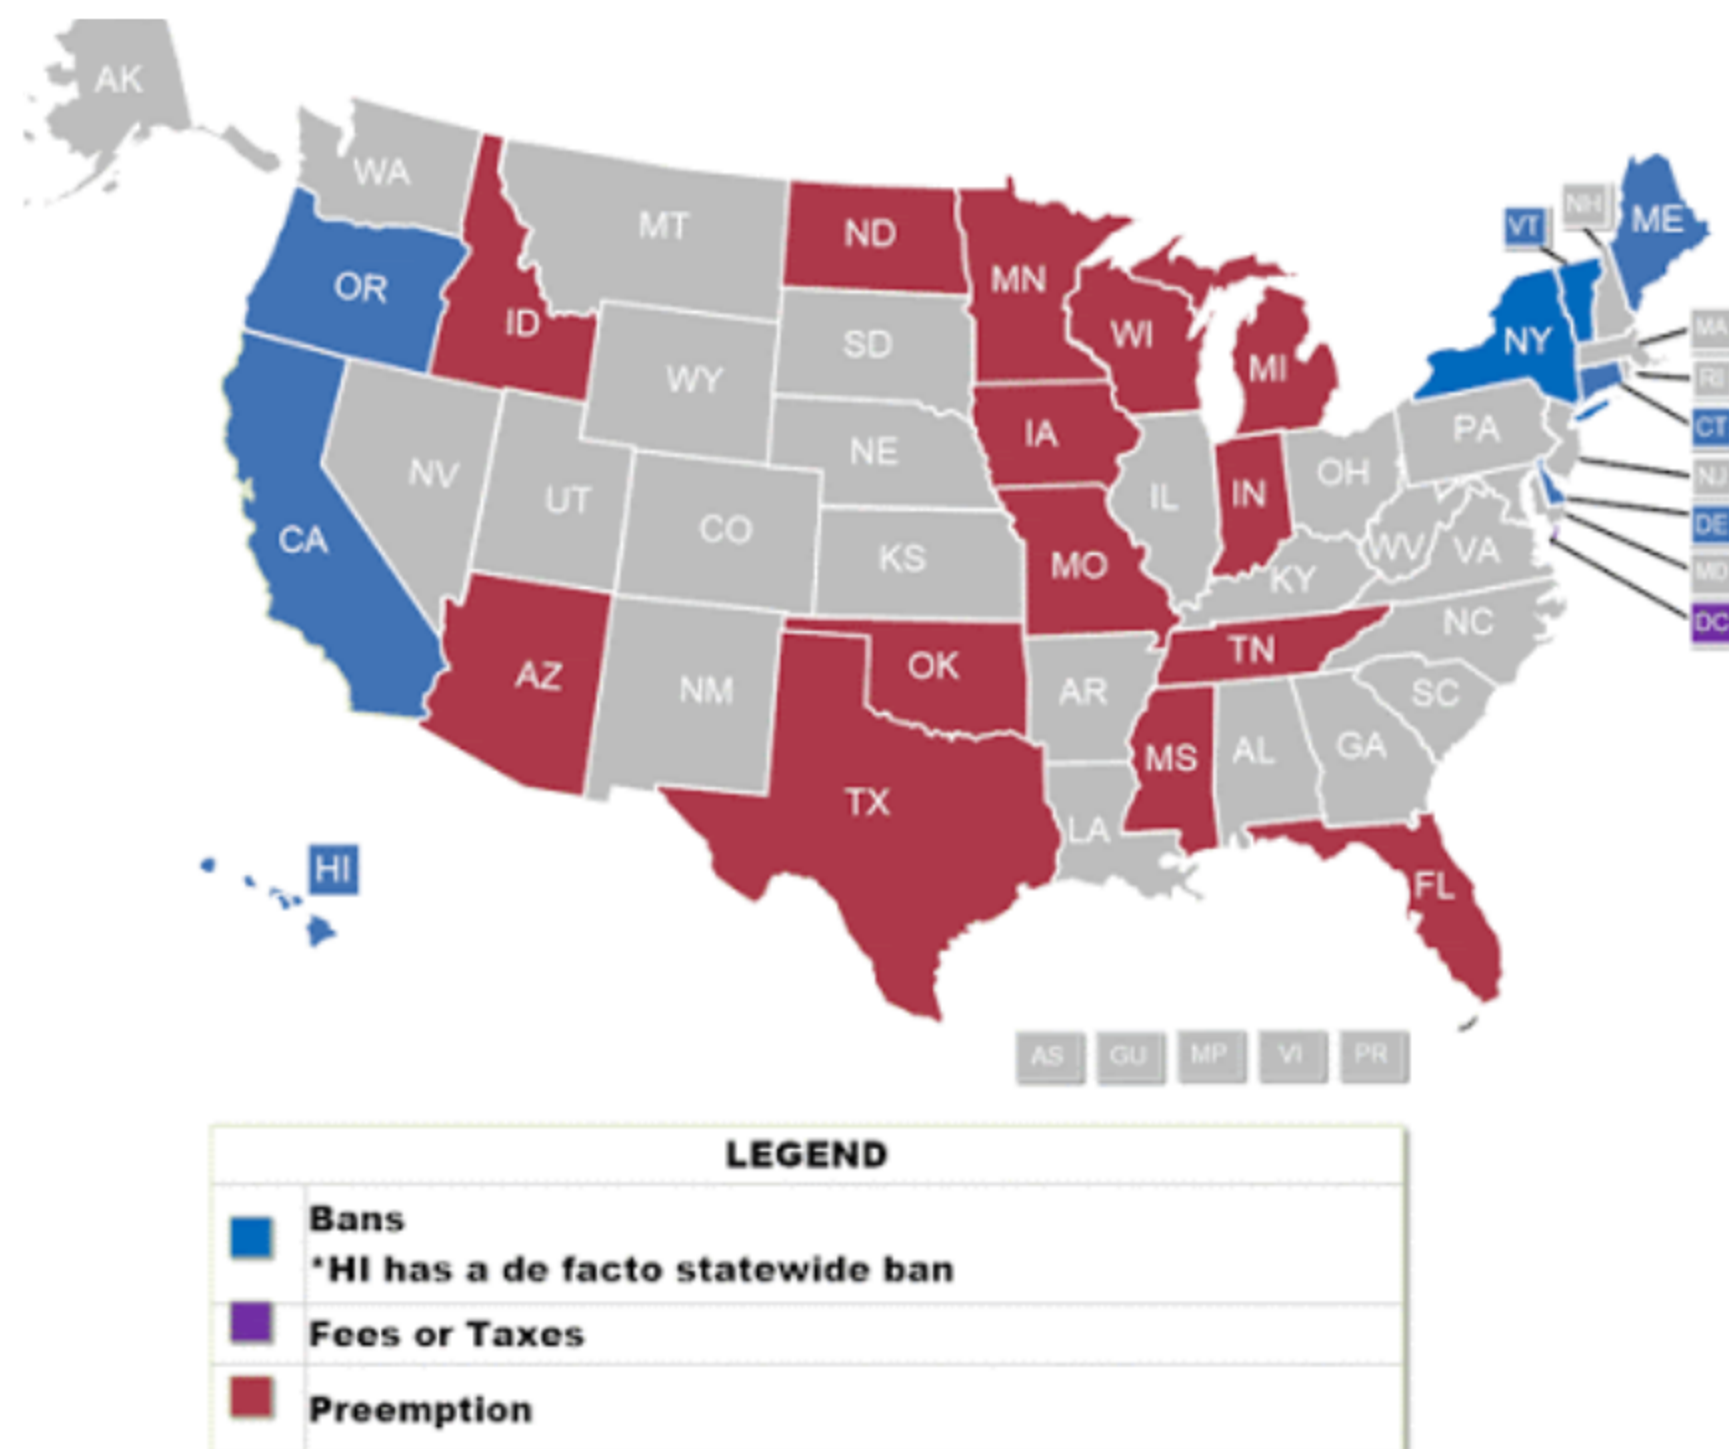 AK
WA
MT
ND
MN
VT
NH
ME
OR
ID
SD
WI
MI
NY
MA
WY
RI
CA
NV
UT
CO
NE
IA
IL
IN
OH
PA
CT
NJ
DE
KS
MO
KY
WV
VA
MD
DC
AZ
NM
OK
AR
TN
NC
SC
TX
LA
MS
AL
GA
FL
HI
AS
GU
MP
VI
PR
LEGEND
Bans
*HI has a de facto statewide ban
Fees or Taxes
Preemption